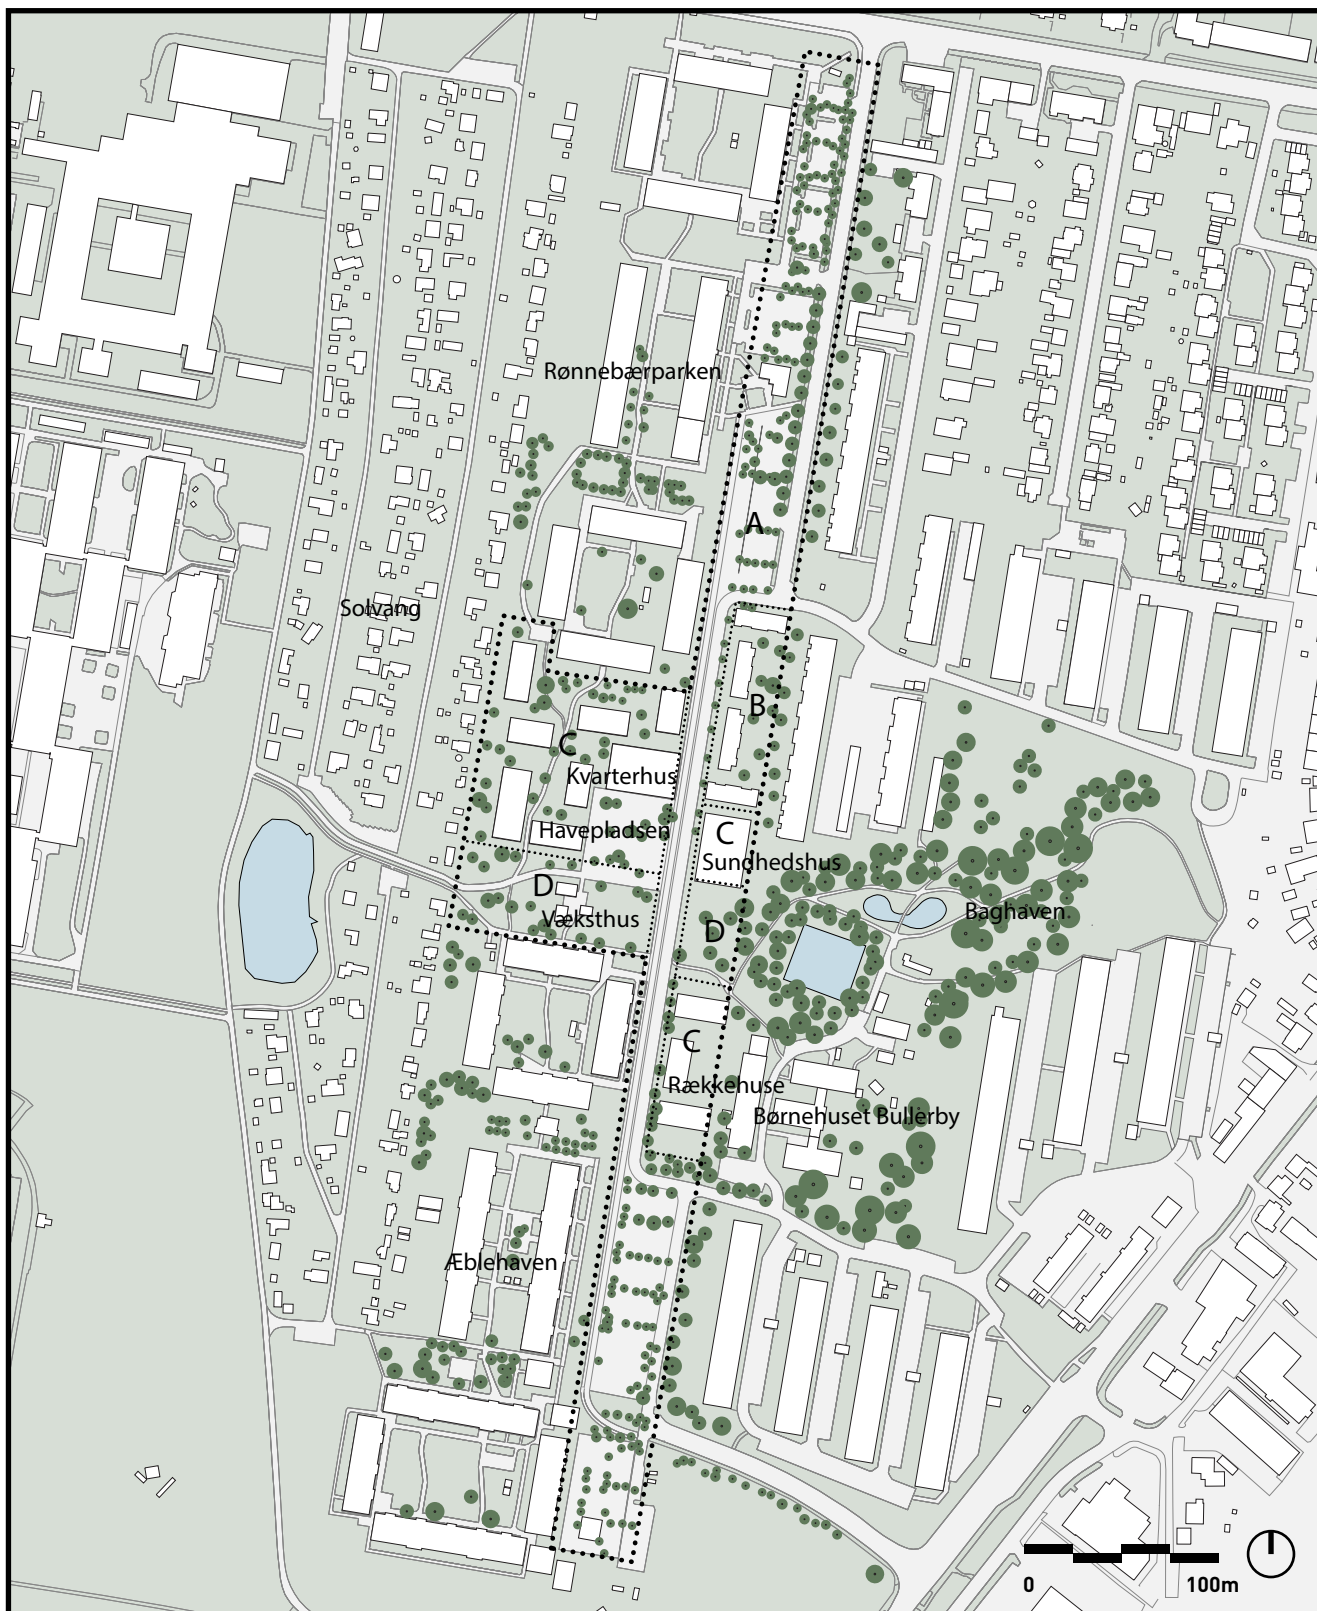 Rønnebærparken
A
Solvang
B
C
Kvarterhus
Havepladsen
C
Sundhedshus
D
Væksthus
D
Baghaven
C
Rækkehuse
Børnehuset Bullerby
Æblehaven
0 100m